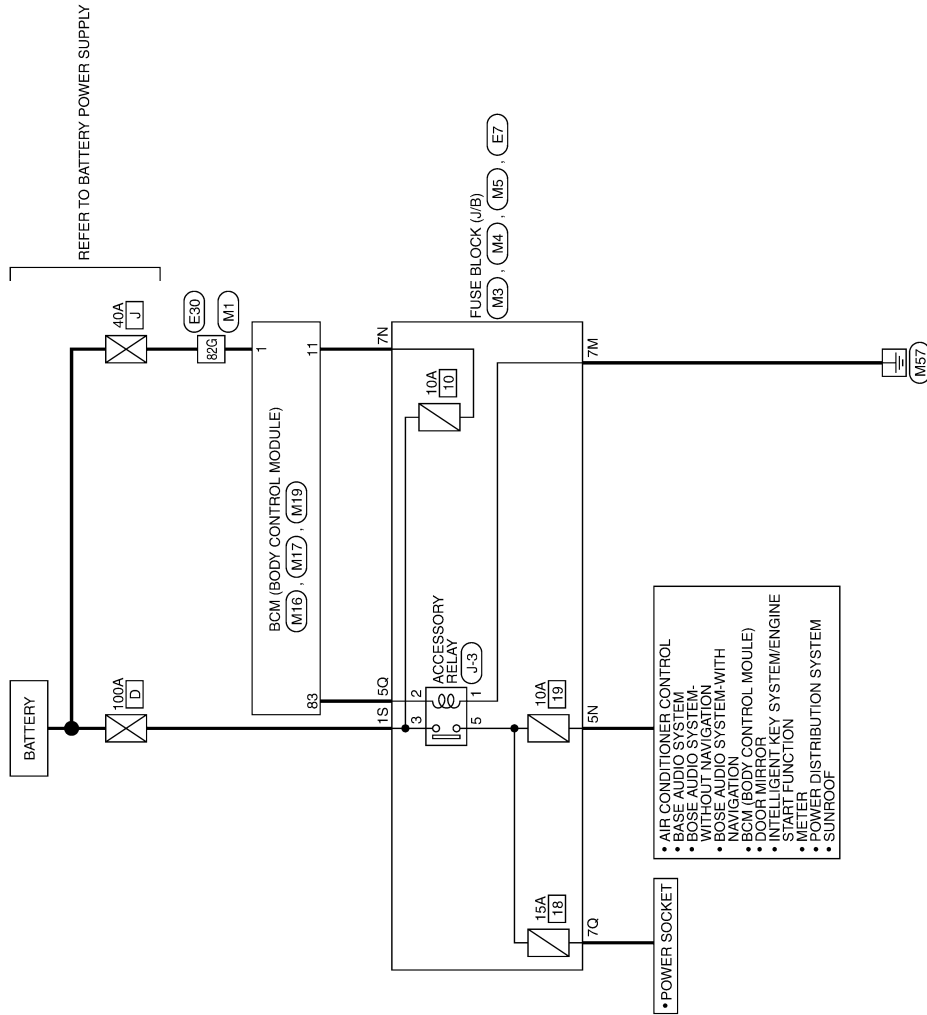 REFER TO BATTERY POWER SUPPLY
BATTERY
100A
D
40A
J
82G
E30
M1
BCM (BODY CONTROL MODULE)
M16 , M17 , M19
1
83
11
1S
5Q
7N
FUSE BLOCK (J/B)
M3 , M4 , M5 , E7
10A
10
ACCESSORY
RELAY
J-3
3
2
5
1
15A
18
10A
19
7Q
5N
7M
M57
• POWER SOCKET
• AIR CONDITIONER CONTROL
• BASE AUDIO SYSTEM
• BOSE AUDIO SYSTEM-
WITHOUT NAVIGATION
• BOSE AUDIO SYSTEM-WITH
NAVIGATION
• BCM (BODY CONTROL MOULE)
• DOOR MIRROR
• INTELLIGENT KEY SYSTEM/ENGINE
START FUNCTION
• METER
• POWER DISTRIBUTION SYSTEM
• SUNROOF